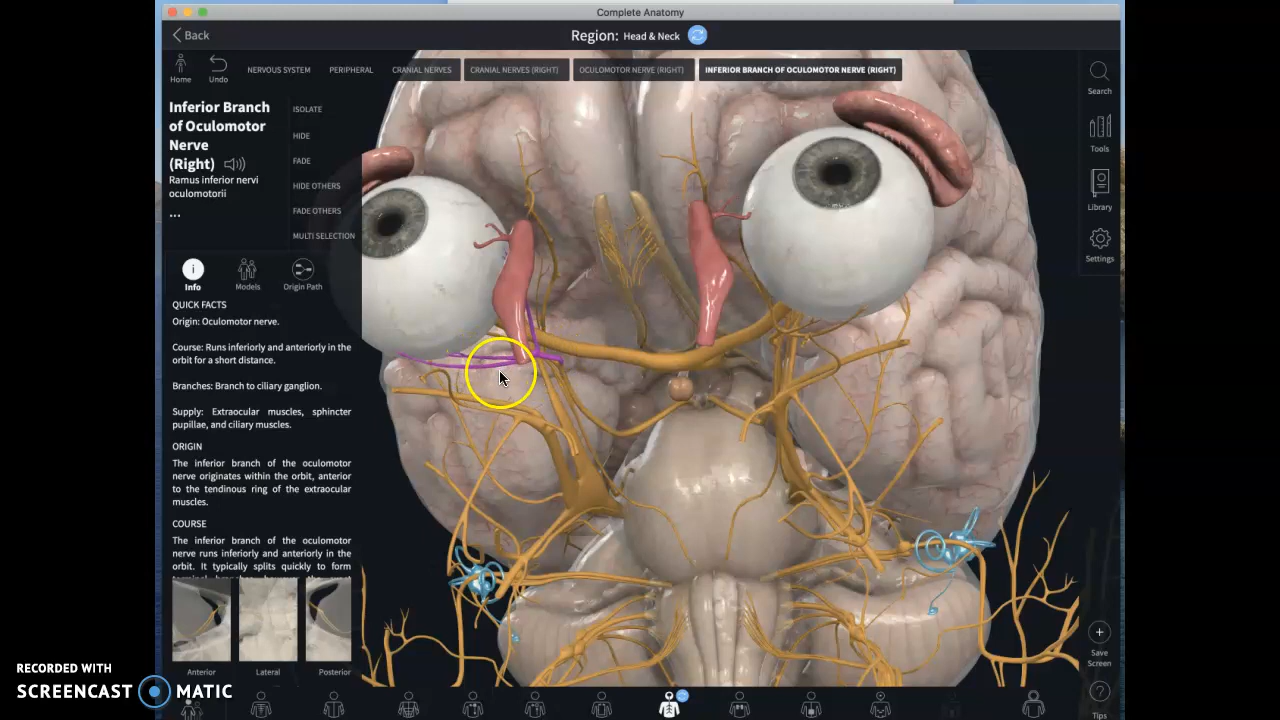 Complete Anatomy
Back
Region: Head & Neck
Home
Undo
NERVOUS SYSTEM
PERIPHERAL
CRANIAL NERVES
CRANIAL NERVES (RIGHT)
OCULOMOTOR NERVE (RIGHT)
INFERIOR BRANCH OF OCULOMOTOR NERVE (RIGHT)
Inferior Branch
of Oculomotor
Nerve
(Right)
Ramus inferior nervi
oculomotorii
...
ISOLATE
HIDE
FADE
HIDE OTHERS
FADE OTHERS
MULTI SELECTION
Info
Models
Origin Path
QUICK FACTS
Origin: Oculomotor nerve.
Course: Runs inferiorly and anteriorly in the
orbit for a short distance.
Branches: Branch to ciliary ganglion.
Supply: Extraocular muscles, sphincter
pupillae, and ciliary muscles.
ORIGIN
The inferior branch of the oculomotor
nerve originates within the orbit, anterior
to the tendinous ring of the extraocular
muscles.
COURSE
The inferior branch of the oculomotor
nerve runs inferiorly and anteriorly in the
orbit. It typically splits quickly to form
Anterior
Lateral
Posterior
Search
Tools
Library
Settings
Save
Screen
Tips
RECORDED WITH
SCREENCAST MATIC